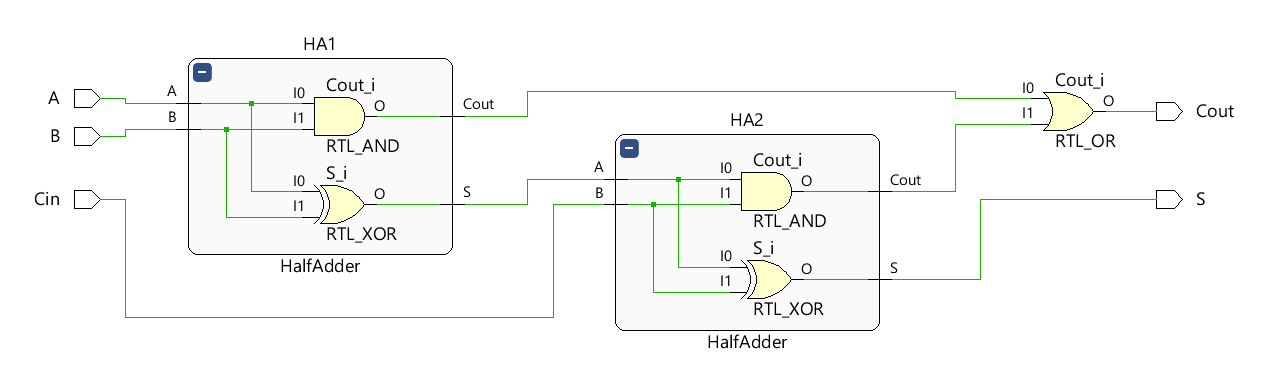 HA1
A
Cout_i
I0
O
Cout
A
B
I1
B
RTL_AND
S_i
I0
O
S
I1
RTL_XOR
Cin
HalfAdder
HA2
A
Cout_i
I0
O
Cout
B
I1
RTL_AND
S_i
I0
O
S
I1
RTL_XOR
HalfAdder
Cout_i
I0
O
I1
RTL_OR
Cout
S